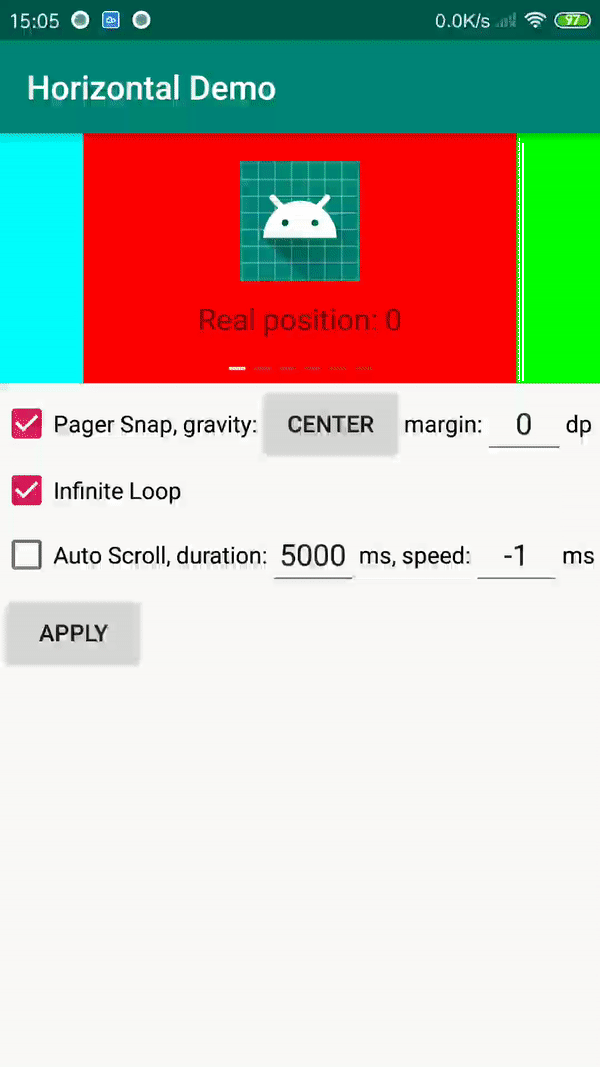 15:05 0.0K/s 97
Horizontal Demo
Real position: 0
Pager Snap, gravity: CENTER margin: 0 dp
Infinite Loop
Auto Scroll, duration: 5000 ms, speed: -1 ms
APPLY